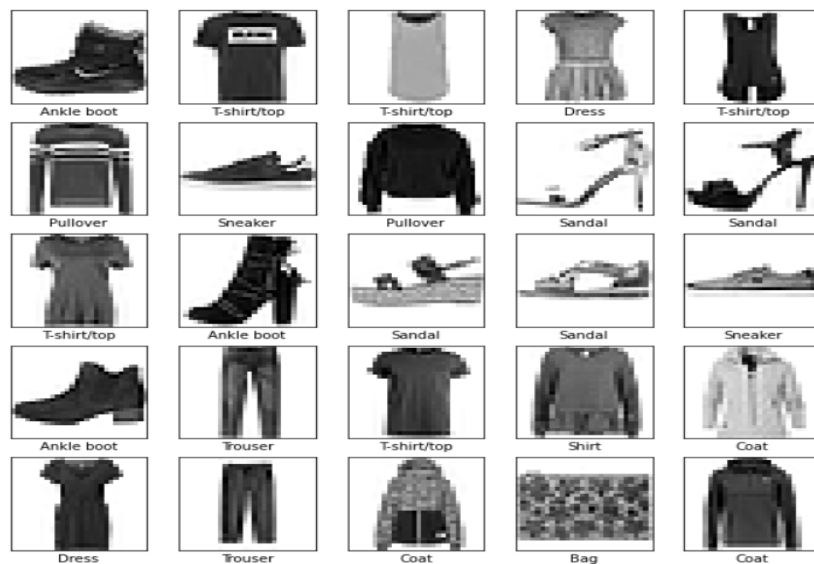 Ankle boot T-shirt/top T-shirt/top Dress T-shirt/top
Pullover Sneaker Pullover Sandal Sandal
T-shirt/top Ankle boot Sandal Sandal Sneaker
Ankle boot Trouser T-shirt/top Shirt Coat
Dress Trouser Coat Bag Coat